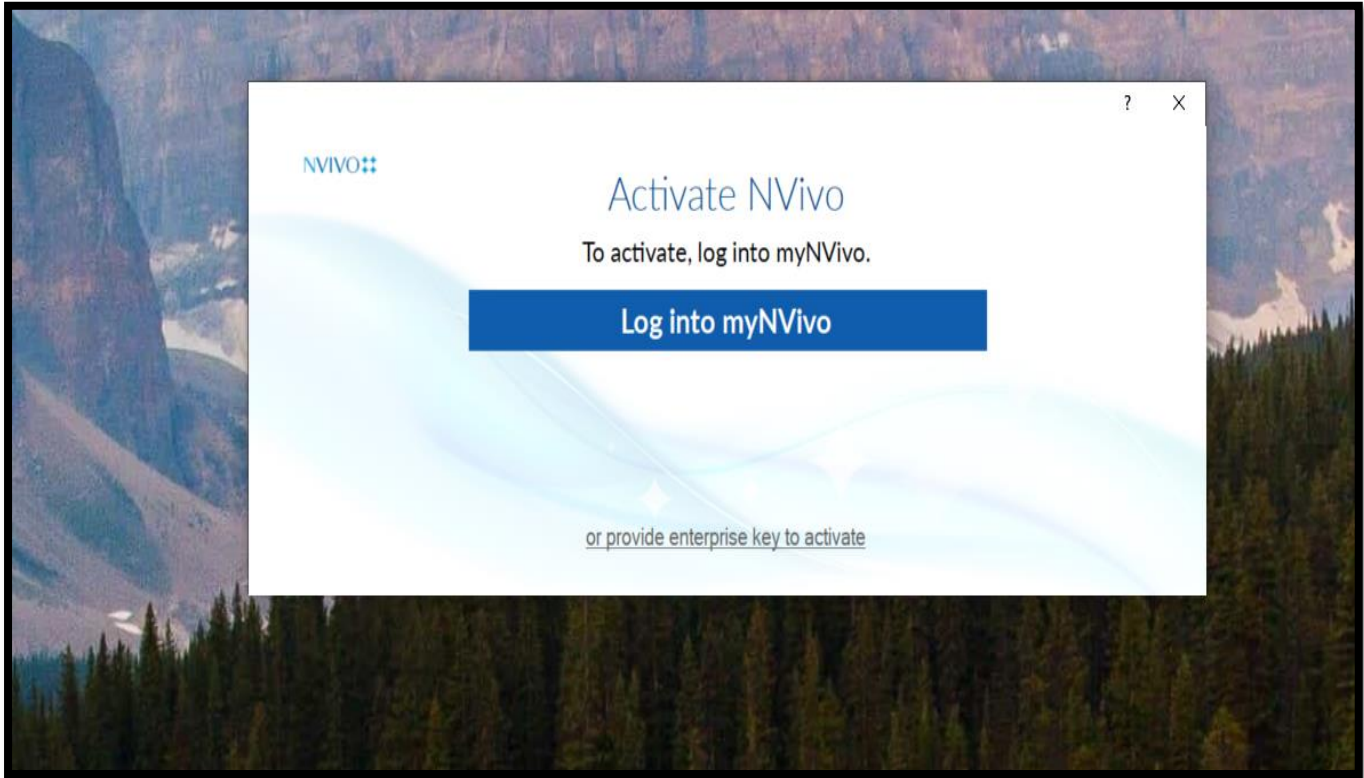 ? X
NVIVO
Activate NVivo
To activate, log into myNVivo.
Log into myNVivo
or provide enterprise key to activate